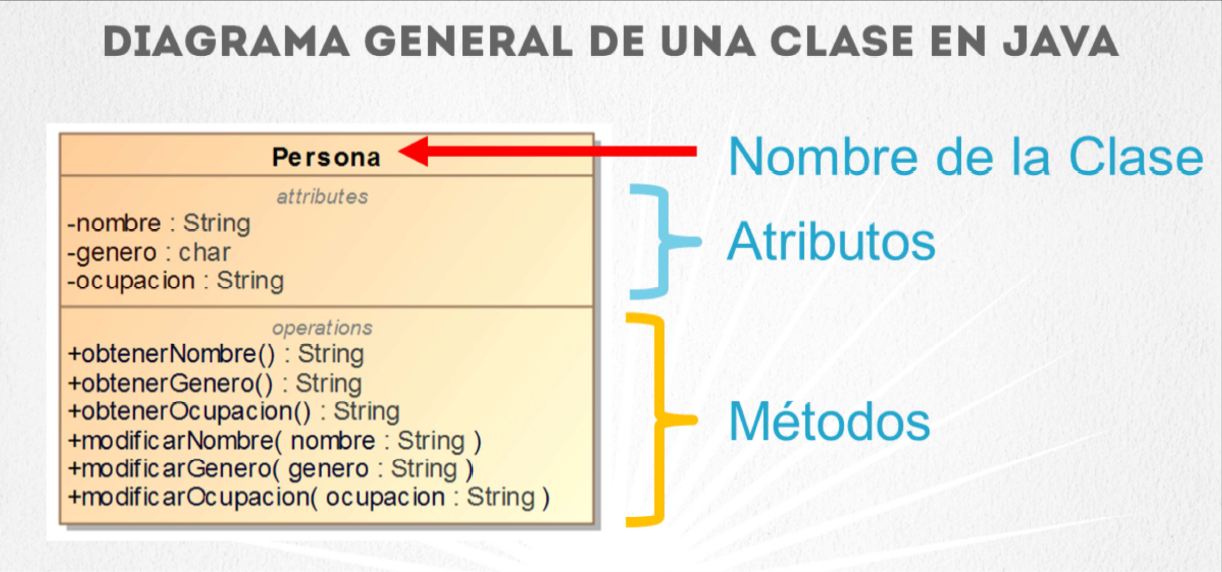 DIAGRAMA GENERAL DE UNA CLASE EN JAVA
Persona
Nombre de la Clase
attributes
-nombre : String
-genero : char
-ocupacion : String
Atributos
operations
+obtenerNombre() : String
+obtenerGenero() : String
+obtenerOcupacion() : String
+modificarNombre( nombre : String )
+modificarGenero( genero : String )
+modificarOcupacion( ocupacion : String )
Métodos